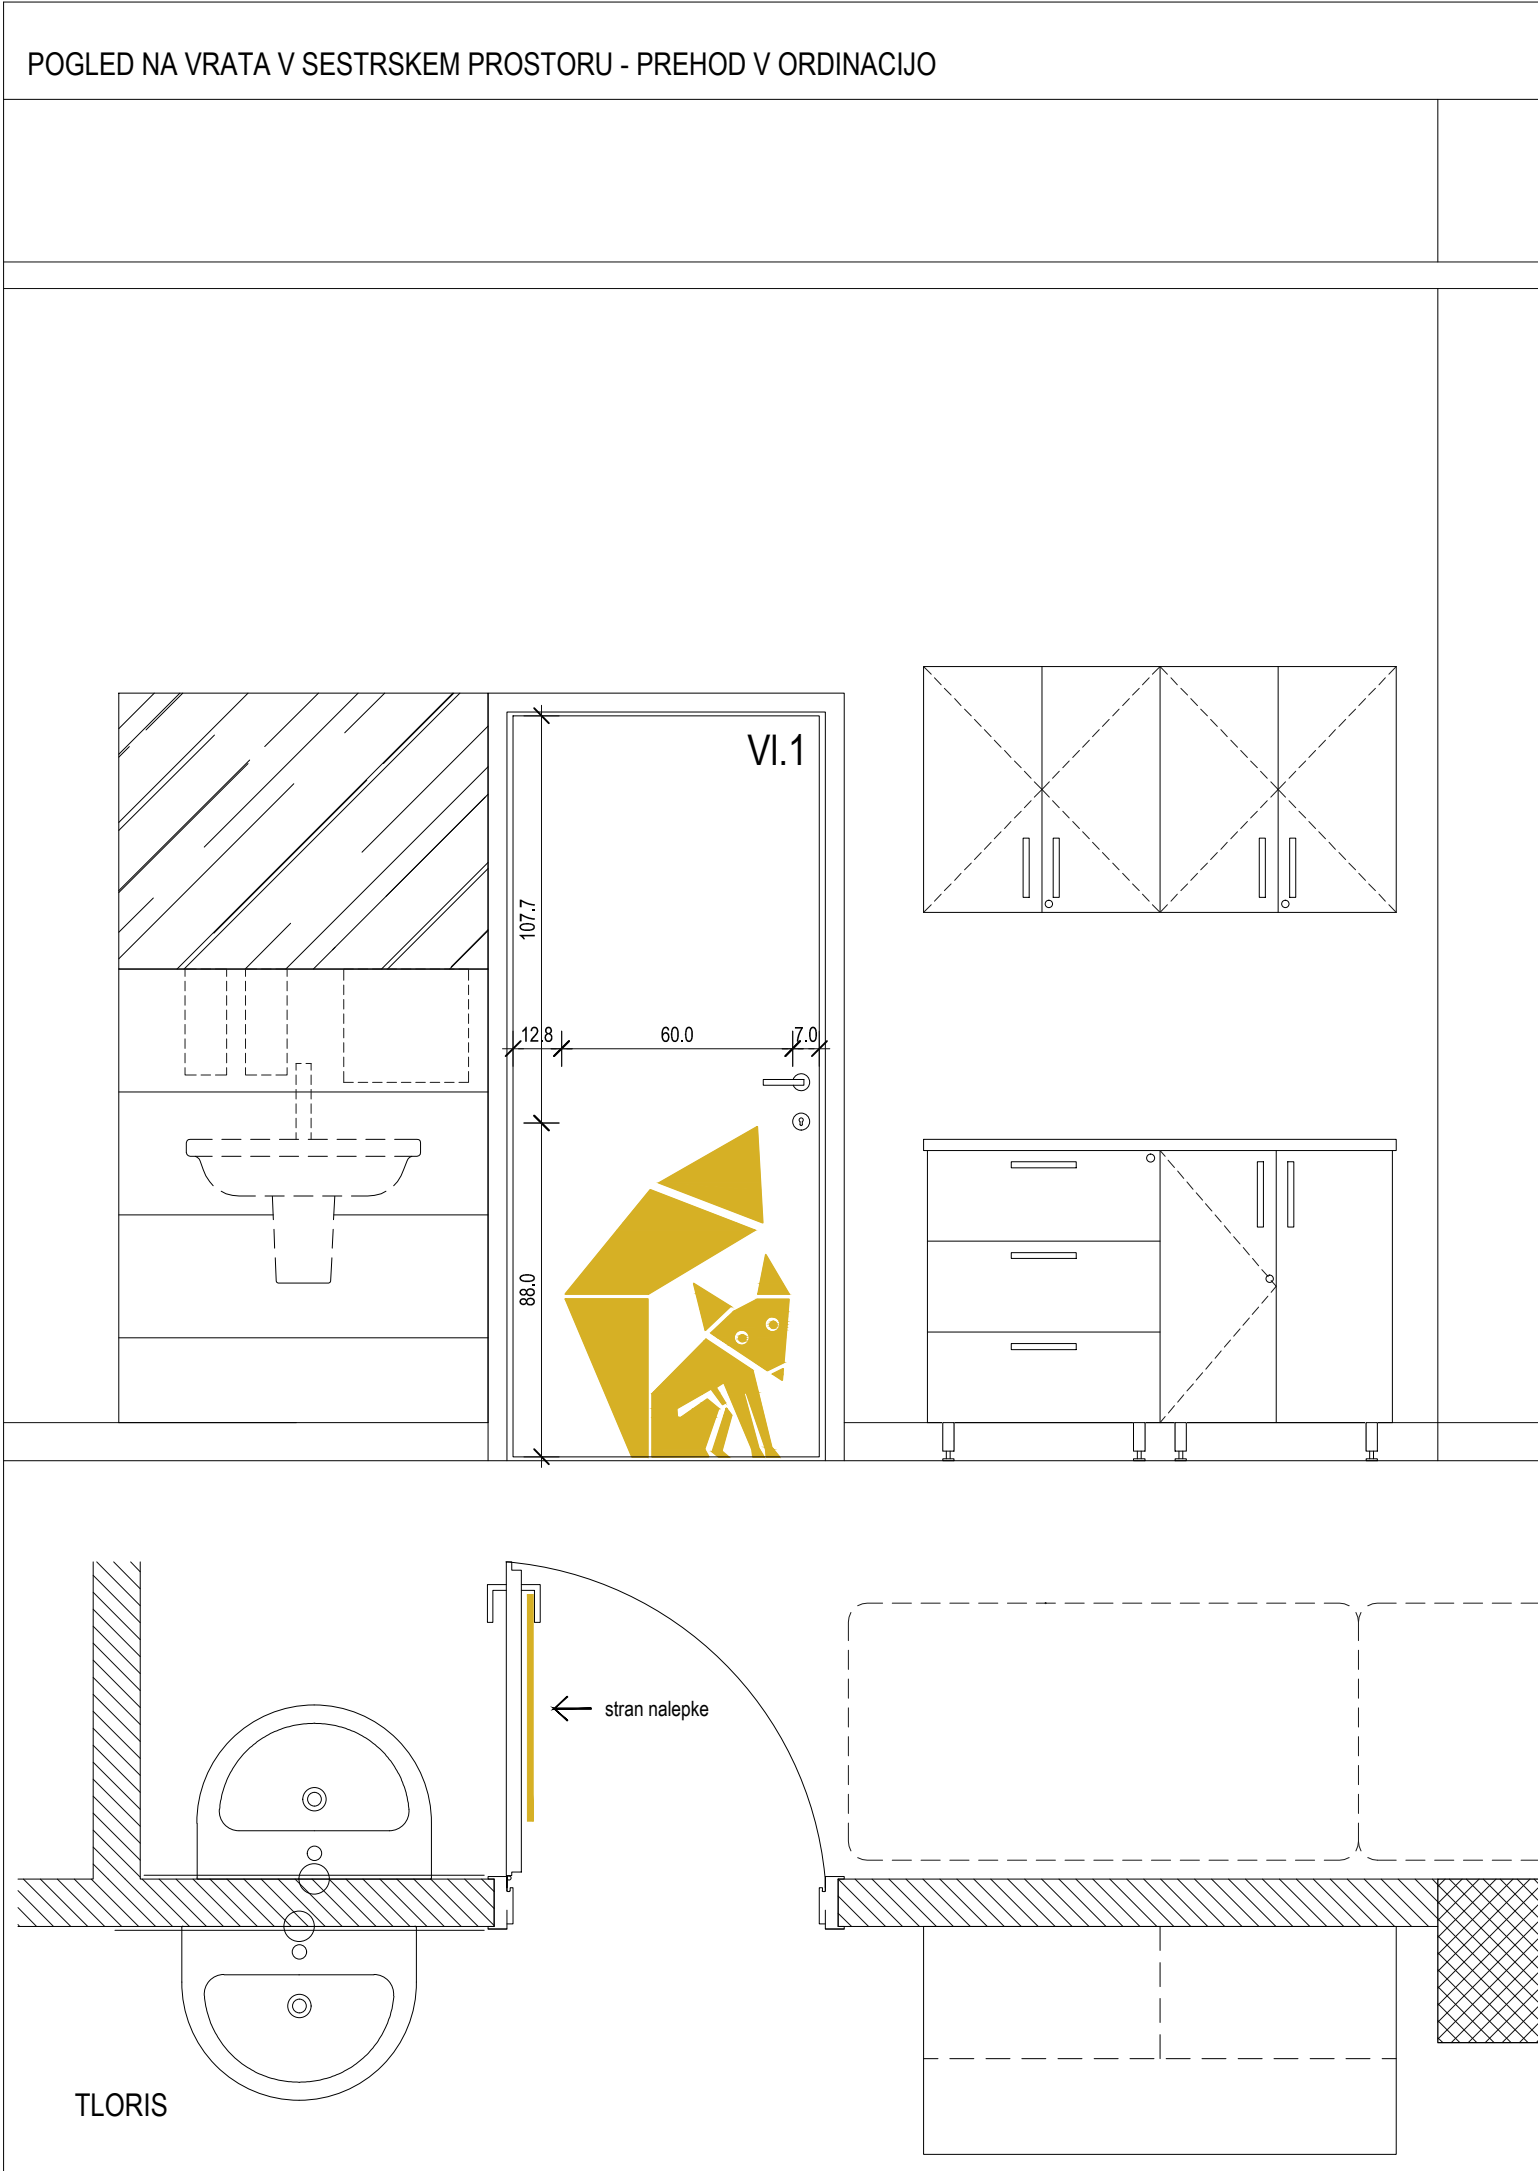 POGLED NA VRATA V SESTRSKEM PROSTORU - PREHOD V ORDINACIJO
VI.1
107.7
12.8 60.0 7.0
88.0
stran nalepke
TLORIS